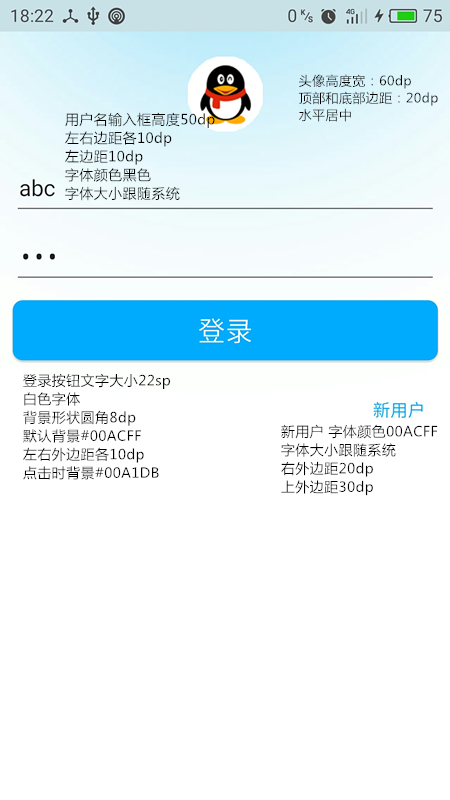 18:22 0 K/s 4G 75
头像高度宽：60dp
顶部和底部边距：20dp
水平居中
用户名输入框高度50dp
左右边距各10dp
左边距10dp
字体颜色黑色
字体大小跟随系统
abc
•••
登录
登录按钮文字大小22sp
白色字体
背景形状圆角8dp
默认背景#00ACFF
左右外边距各10dp
点击时背景#00A1DB
新用户
新用户 字体颜色00ACFF
字体大小跟随系统
右外边距20dp
上外边距30dp